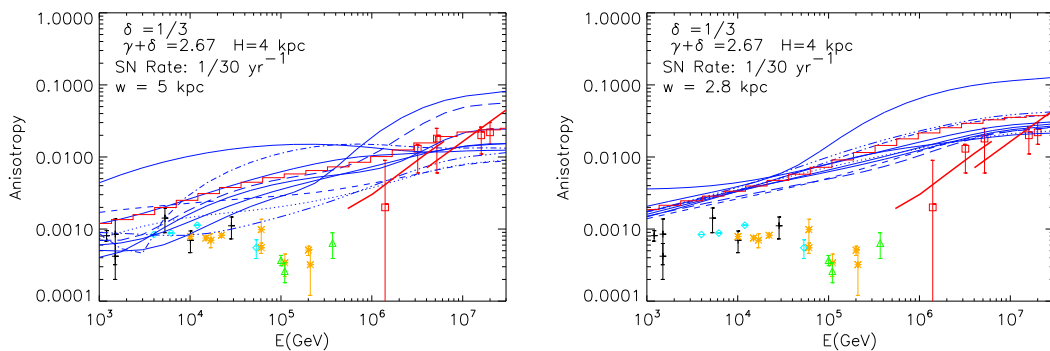 1.0000
0.1000
0.0100
0.0010
0.0001
Anisotropy
δ =1/3
γ+δ =2.67 H=4 kpc
SN Rate: 1/30 yr⁻¹
w = 5 kpc
10³ 10⁴ 10⁵ 10⁶ 10⁷
E(GeV)
1.0000
0.1000
0.0100
0.0010
0.0001
Anisotropy
δ =1/3
γ+δ =2.67 H=4 kpc
SN Rate: 1/30 yr⁻¹
w = 2.8 kpc
10³ 10⁴ 10⁵ 10⁶ 10⁷
E(GeV)